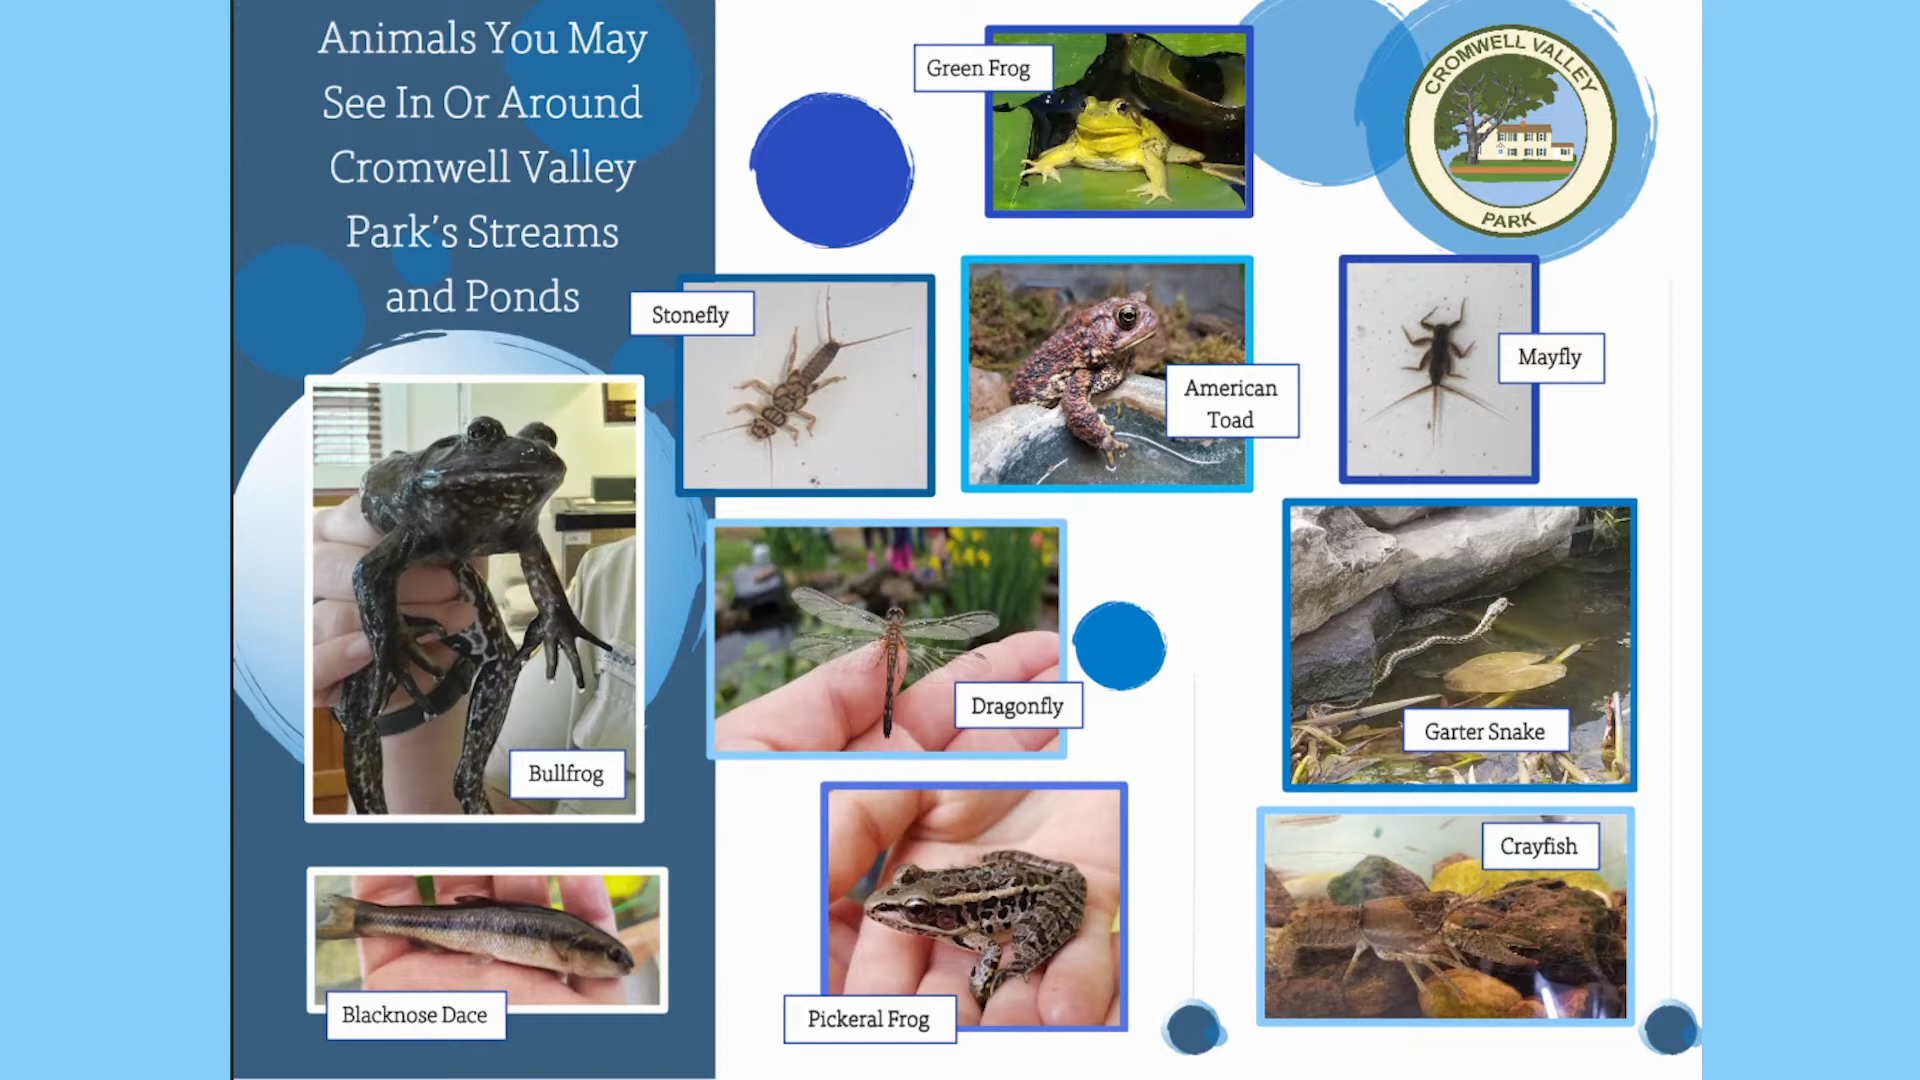 Animals You May
See In Or Around
Cromwell Valley
Park's Streams
and Ponds
Green Frog
CROMWELL VALLEY
PARK
Stonefly
American
Toad
Mayfly
Bullfrog
Dragonfly
Garter Snake
Blacknose Dace
Pickeral Frog
Crayfish